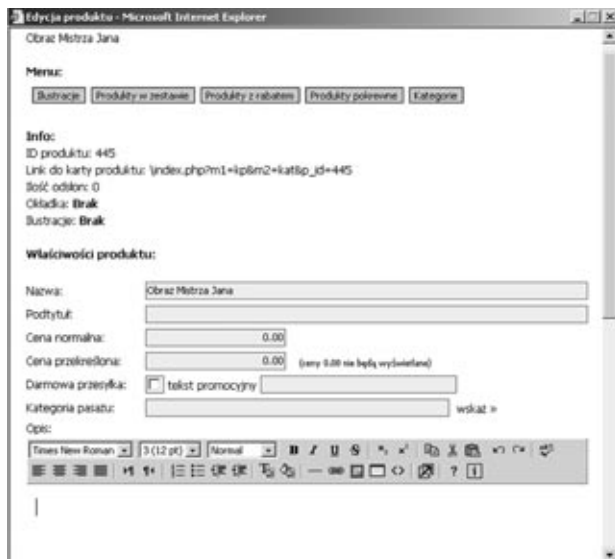 Edycja produktu - Microsoft Internet Explorer
Obraz Mistrza Jana
Menu:
Ilustracje Produkty w zestawie Produkty z rabatem Produkty pokrewne Kategorie
Info:
ID produktu: 445
Link do karty produktu: \index.php?m1=kp&m2=kat&p_id=445
Ilość odsłon: 0
Okładka: Brak
Ilustracje: Brak
Właściwości produktu:
Nazwa: Obraz Mistrza Jana
Podtytuł:
Cena normalna: 0.00
Cena przekreślona: 0.00 (ceny 0.00 nie będą wyświetlane)
Darmowa przesyłka: tekst promocyjny
Kategoria pasażu: wskaż »
Opis:
Times New Roman 3 (12 pt) Normal B I U S